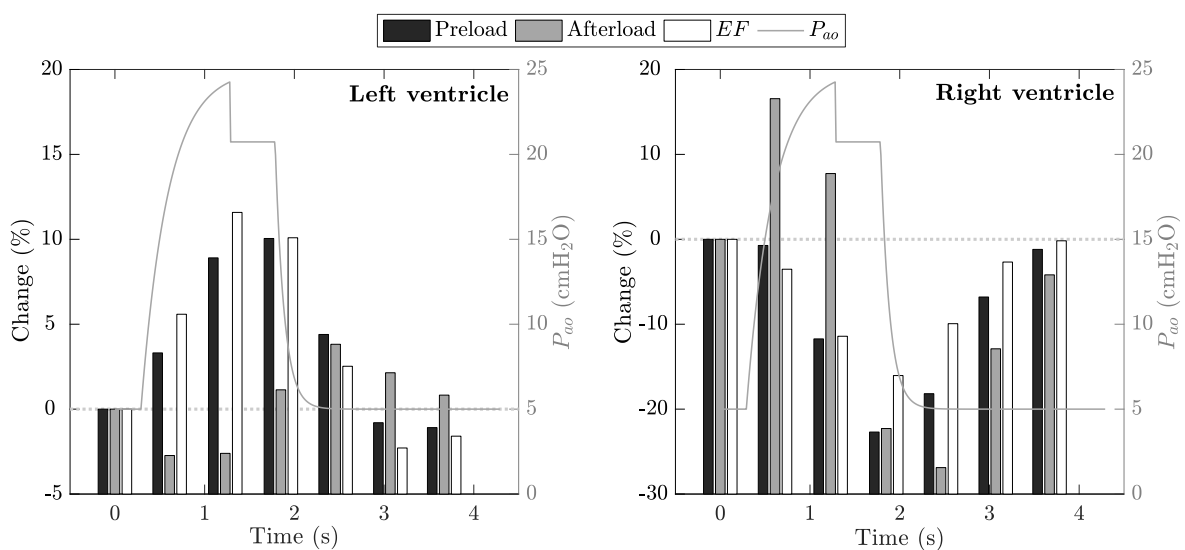 Preload Afterload EF P_ao
Left ventricle
20
15
10
5
0
-5
Change (%)
25
20
15
10
5
0
P_ao (cmH₂O)
0 1 2 3 4
Time (s)
Right ventricle
20
10
0
-10
-20
-30
Change (%)
25
20
15
10
5
0
P_ao (cmH₂O)
0 1 2 3 4
Time (s)